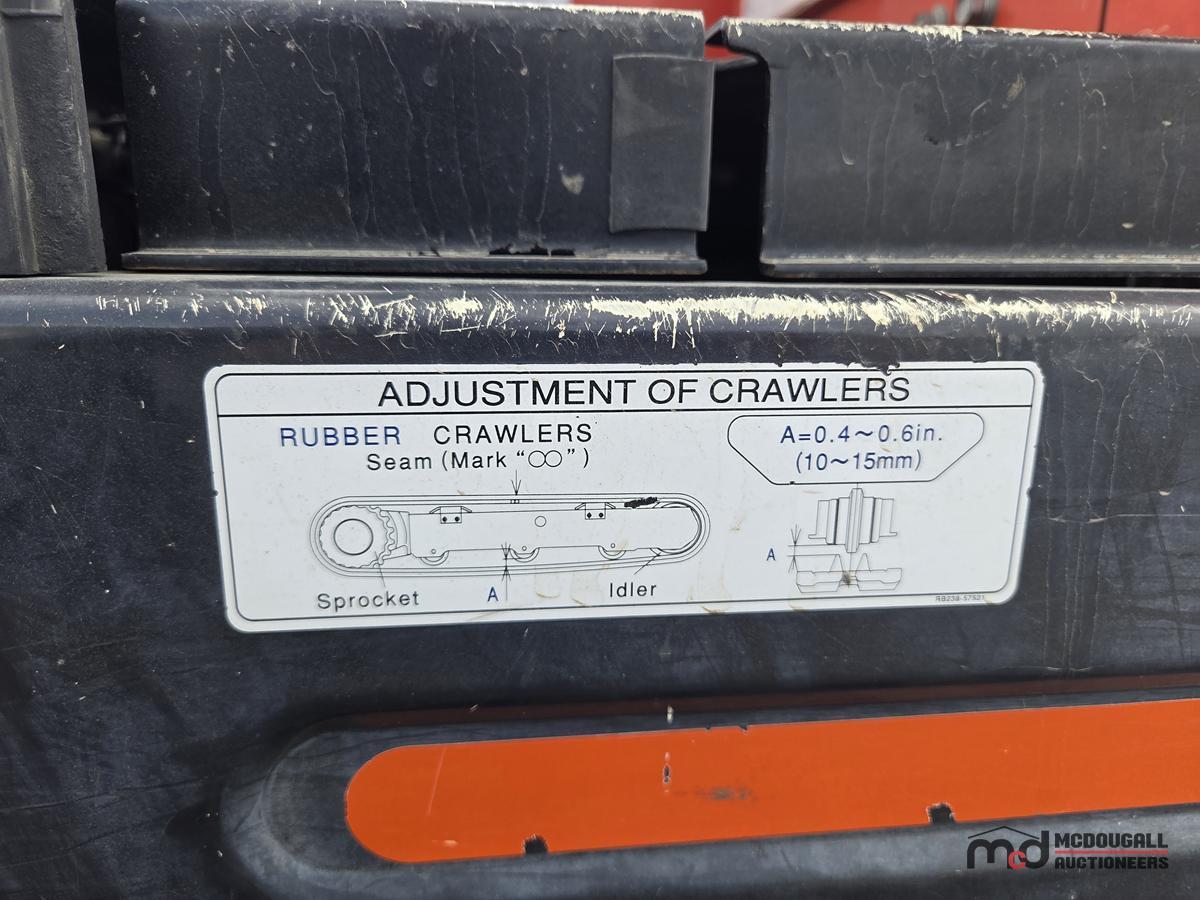 ADJUSTMENT OF CRAWLERS
RUBBER CRAWLERS
Seam (Mark “∞”)
A=0.4～0.6in.
(10～15mm)
A
Sprocket
A
Idler
RB238-57521
mcd MCDOUGALL
AUCTIONEERS